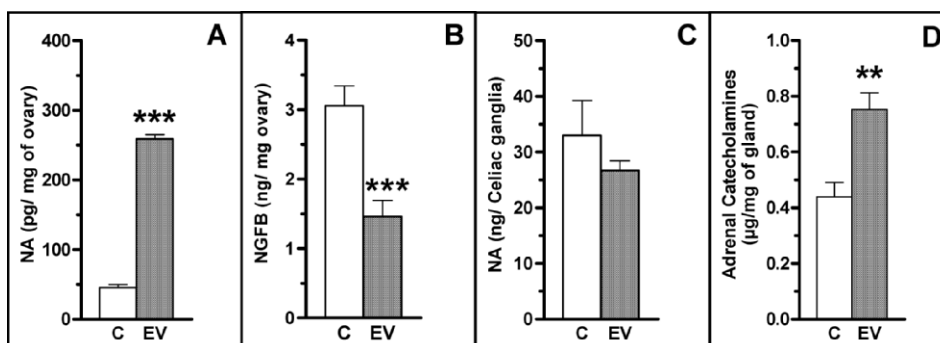 A
NA (pg/ mg of ovary)
400
300
200
100
0
***
C EV
B
NGFB (ng/ mg ovary)
4
3
2
1
0
***
C EV
C
NA (ng/ Celiac ganglia)
50
40
30
20
10
0
C EV
D
Adrenal Catecholamines
(µg/mg of gland)
1.0
0.8
0.6
0.4
0.2
0.0
**
C EV